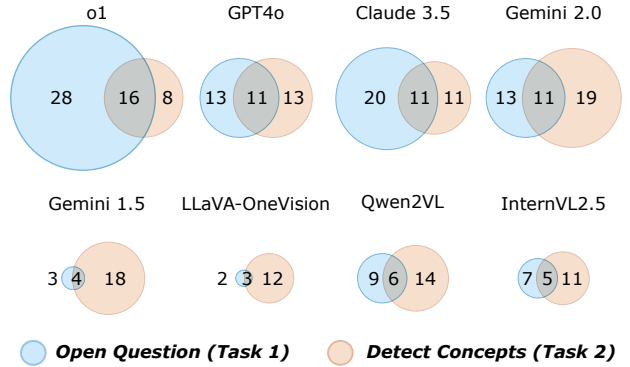 o1 GPT4o Claude 3.5 Gemini 2.0
28 16 8 13 11 13 20 11 11 13 11 19
Gemini 1.5 LLaVA-OneVision Qwen2VL InternVL2.5
3 4 18 2 3 12 9 6 14 7 5 11
Open Question (Task 1) Detect Concepts (Task 2)